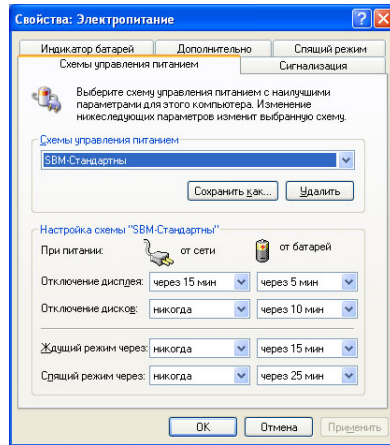 Свойства: Электропитание
Индикатор батарей Дополнительно Спящий режим
Схемы управления питанием Сигнализация
Выберите схему управления питанием с наилучшими
параметрами для этого компьютера. Изменение
нижеследующих параметров изменит выбранную схему.
Схемы управления питанием
SBM-Стандартны
Сохранить как... Удалить
Настройка схемы "SBM-Стандартны"
При питании: от сети от батарей
Отключение дисплея: через 15 мин через 5 мин
Отключение дисков: никогда через 10 мин
Ждущий режим через: никогда через 15 мин
Спящий режим через: никогда через 25 мин
OK Отмена Применить